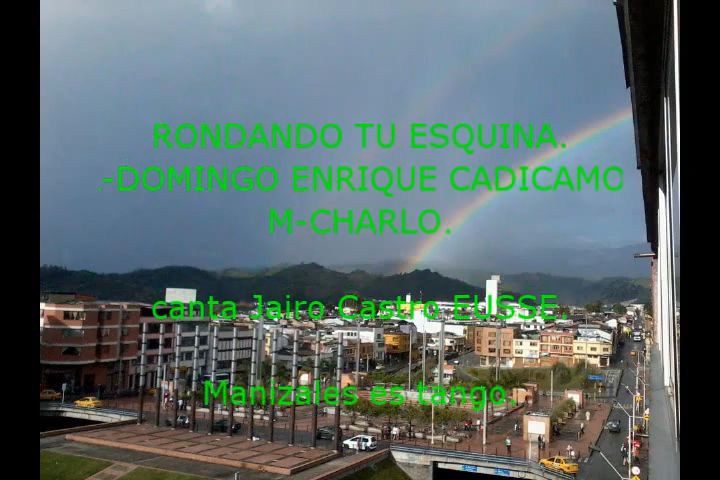 RONDANDO TU ESQUINA.
.-DOMINGO ENRIQUE CADICAMO
M-CHARLO.
canta Jairo Castro EUSSE.
Manizales es tango.